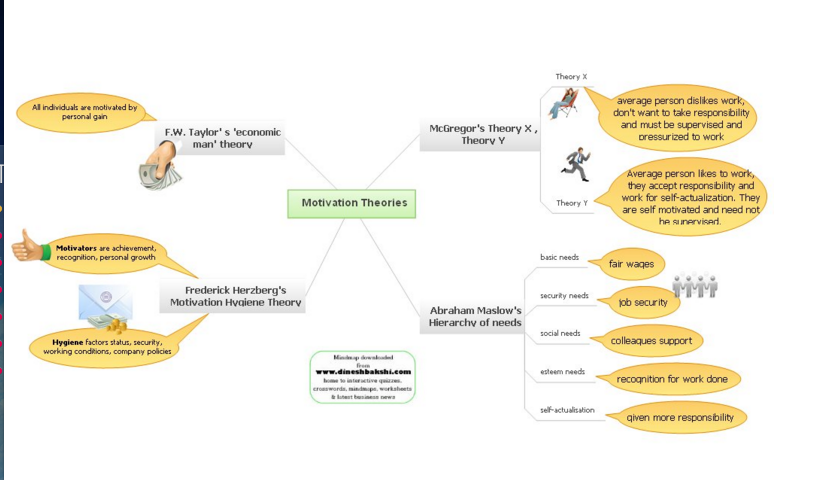 All individuals are motivated by
personal gain
F.W. Taylor' s 'economic
man' theory
Theory X
average person dislikes work,
don't want to take responsibility
and must be supervised and
pressurized to work
McGregor's Theory X ,
Theory Y
Average person likes to work,
they accept responsibility and
work for self-actualization. They
are self motivated and need not
be supervised.
Theory Y
Motivation Theories
Motivators are achievement,
recognition, personal growth
Frederick Herzberg's
Motivation Hygiene Theory
Hygiene factors status, security,
working conditions, company policies
Abraham Maslow's
Hierarchy of needs
basic needs
fair wages
security needs
job security
social needs
colleagues support
esteem needs
recognition for work done
self-actualisation
given more responsibility
Mindmap downloaded
from
www.dineshbakshi.com
home to interactive quizzes,
crosswords, mindmaps, worksheets
& latest business news